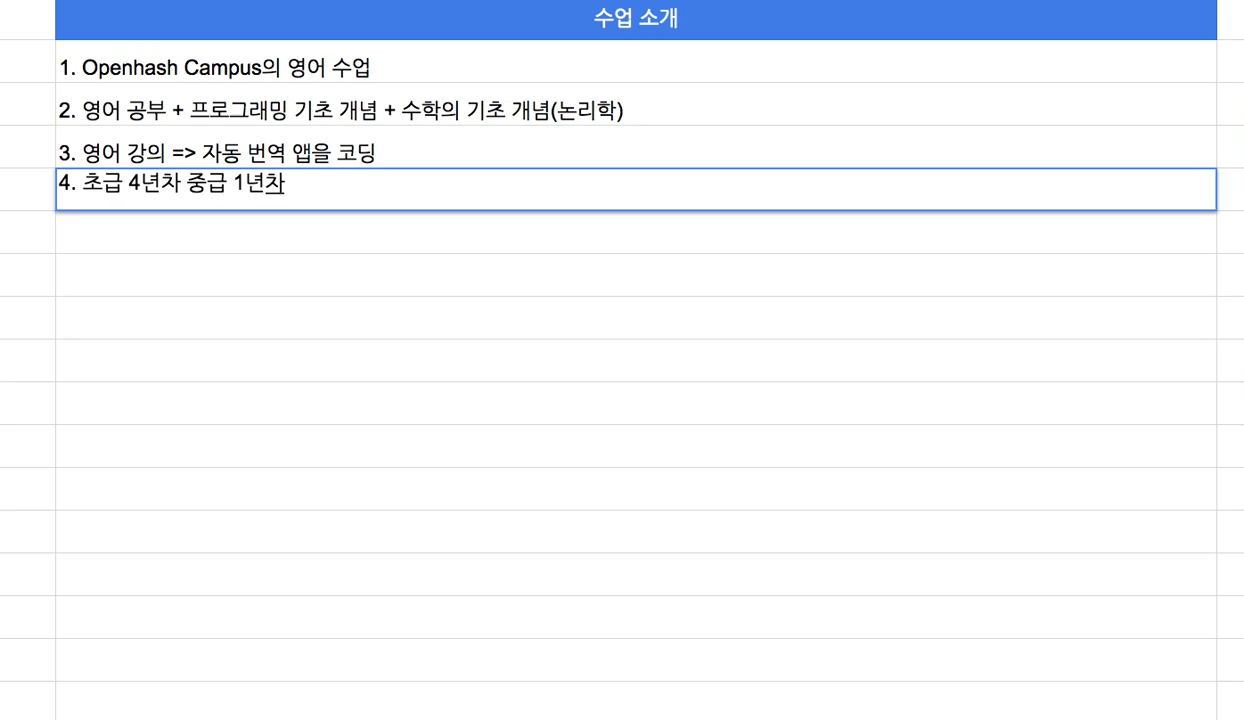 수업 소개
1. Openhash Campus의 영어 수업
2. 영어 공부 + 프로그래밍 기초 개념 + 수학의 기초 개념(논리학)
3. 영어 강의 => 자동 번역 앱을 코딩
4. 초급 4년차 중급 1년차